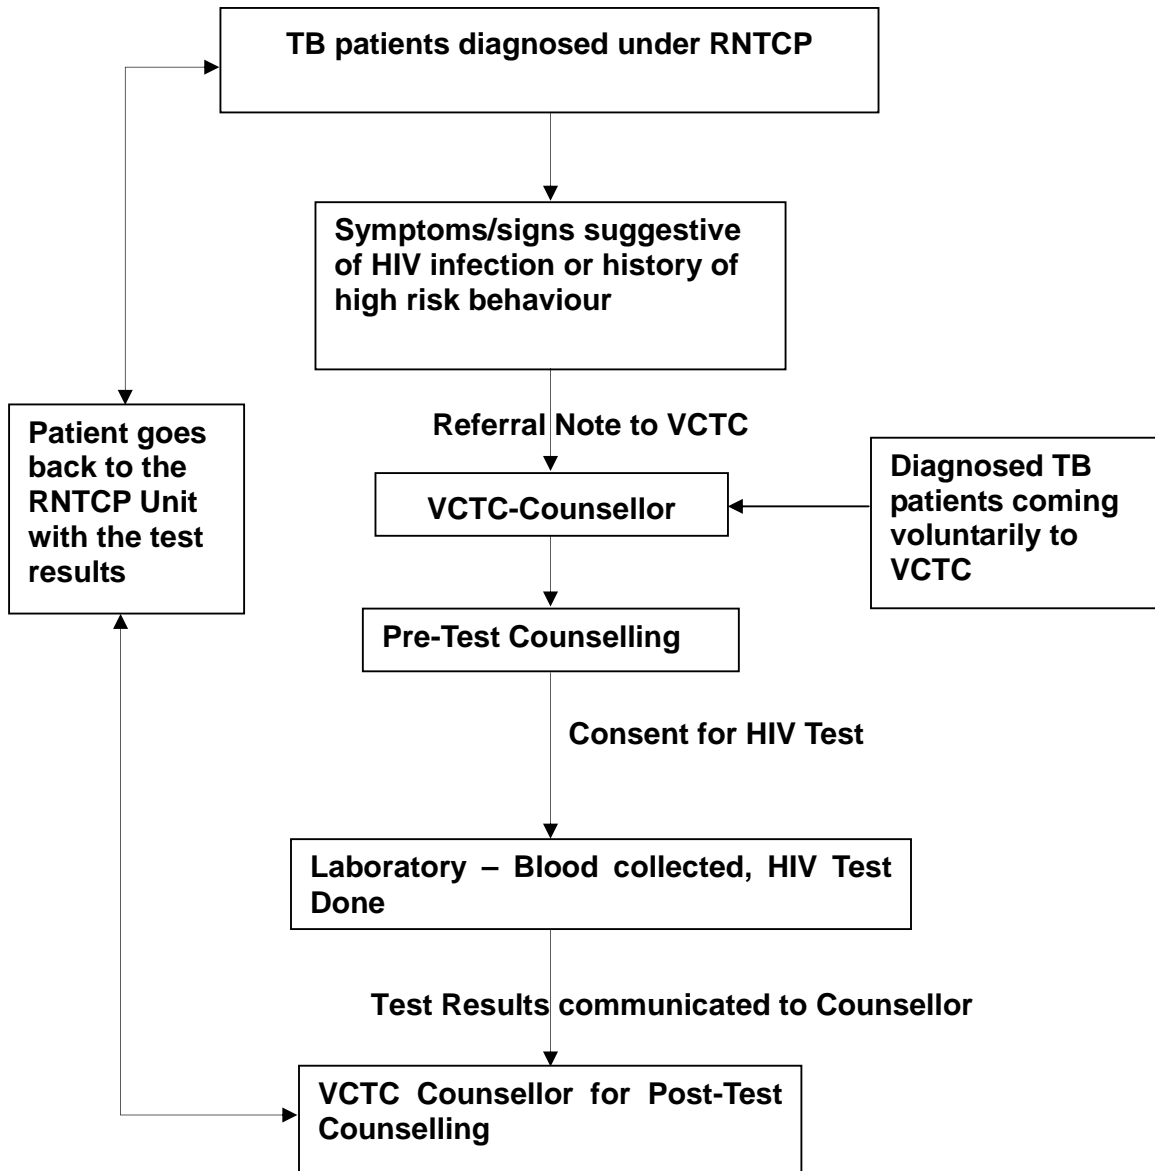 TB patients diagnosed under RNTCP
Symptoms/signs suggestive
of HIV infection or history of
high risk behaviour
Referral Note to VCTC
Patient goes
back to the
RNTCP Unit
with the test
results
VCTC-Counsellor
Diagnosed TB
patients coming
voluntarily to
VCTC
Pre-Test Counselling
Consent for HIV Test
Laboratory – Blood collected, HIV Test
Done
Test Results communicated to Counsellor
VCTC Counsellor for Post-Test
Counselling